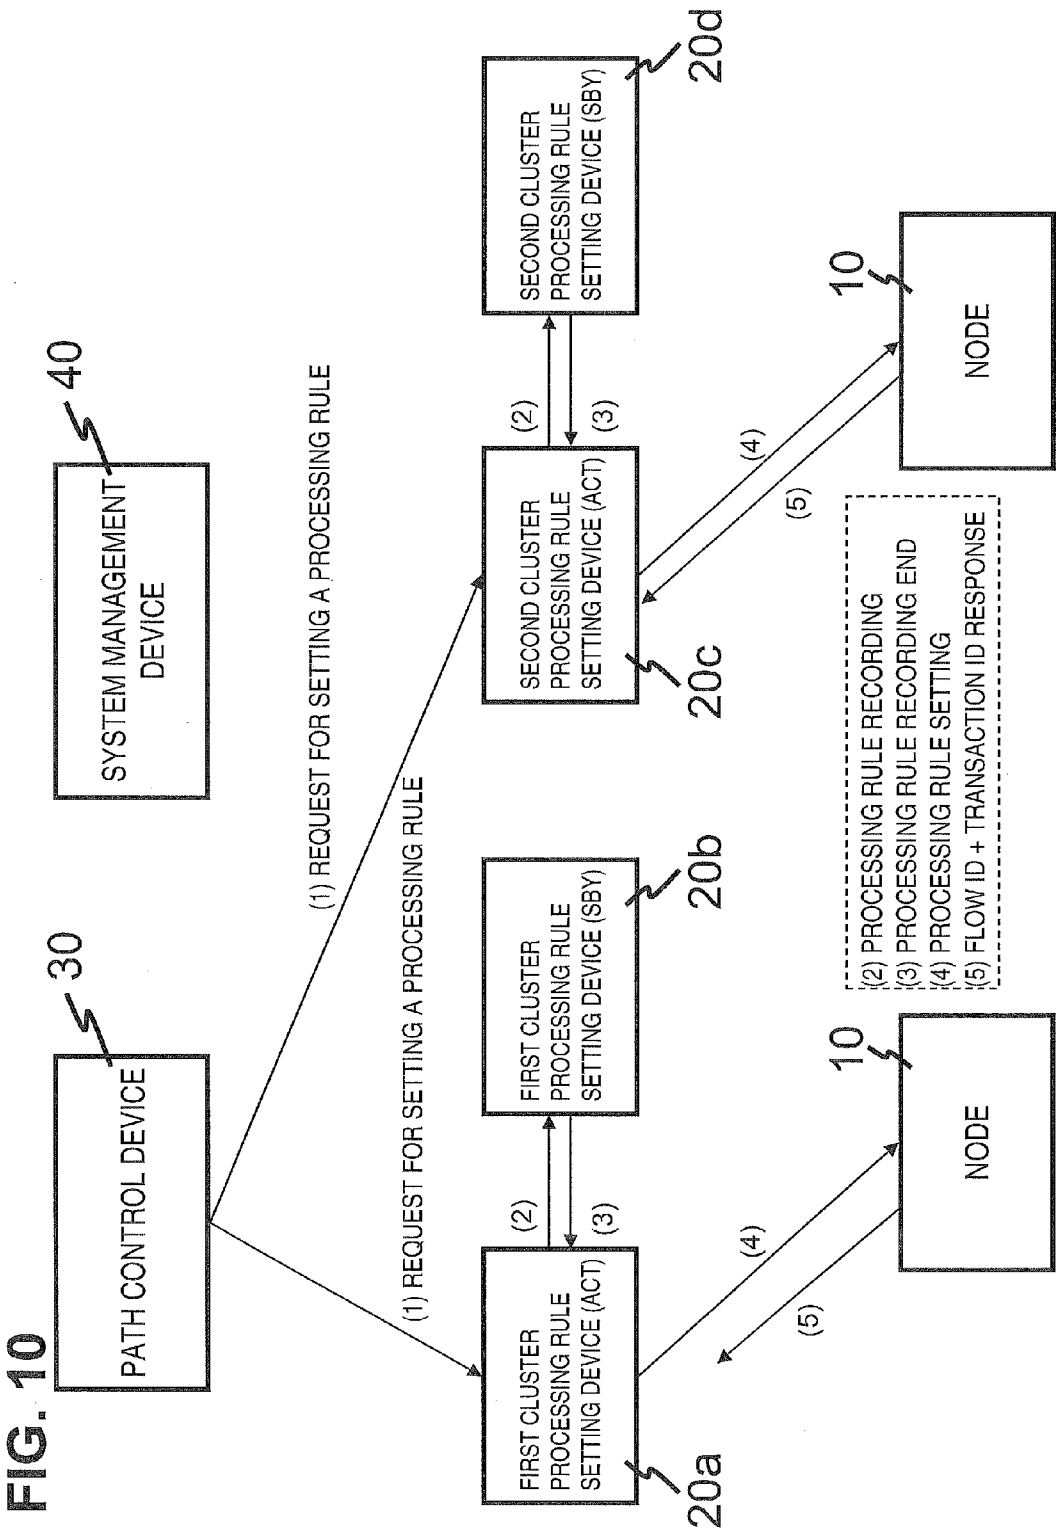 FIG. 10
PATH CONTROL DEVICE
30
SYSTEM MANAGEMENT
DEVICE
40
(1) REQUEST FOR SETTING A PROCESSING RULE
(1) REQUEST FOR SETTING A PROCESSING RULE
FIRST CLUSTER
PROCESSING RULE
SETTING DEVICE (ACT)
20a
(2)
(3)
FIRST CLUSTER
PROCESSING RULE
SETTING DEVICE (SBY)
20b
SECOND CLUSTER
PROCESSING RULE
SETTING DEVICE (ACT)
20c
(2)
(3)
SECOND CLUSTER
PROCESSING RULE
SETTING DEVICE (SBY)
20d
(4)
(5)
(4)
(5)
NODE
10
(2) PROCESSING RULE RECORDING
(3) PROCESSING RULE RECORD END
(4) PROCESSING RULE SETTING
(5) FLOW ID + TRANSACTION ID RESPONSE
NODE
10